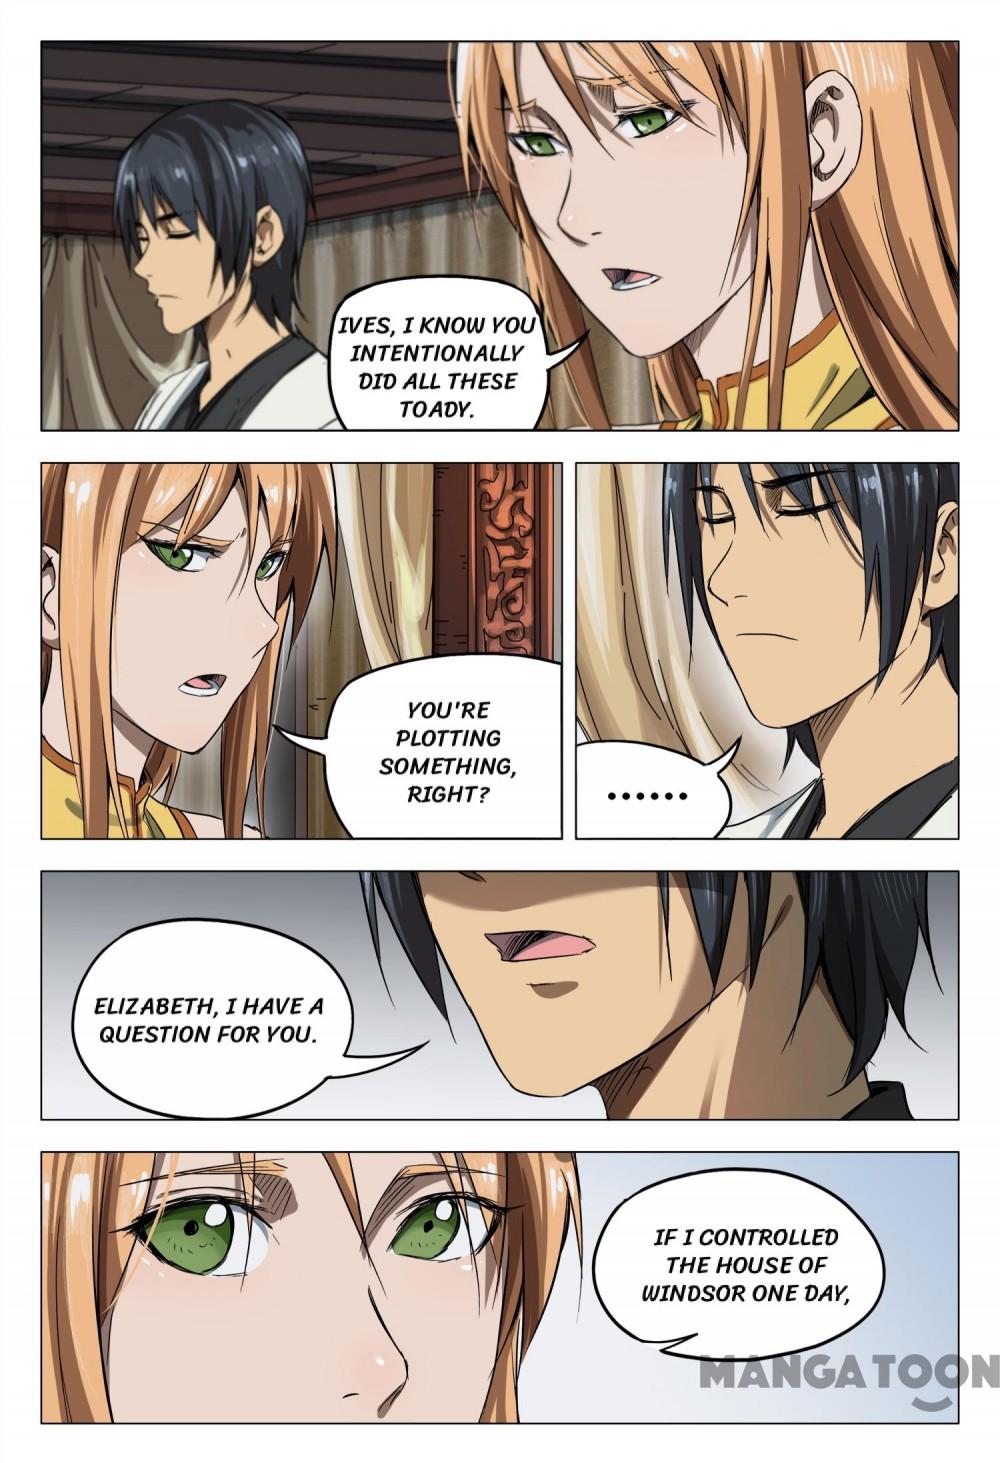 IVES, I KNOW YOU
INTENTIONALLY
DID ALL THESE
TOADY.
YOU'RE
PLOTTING
SOMETHING,
RIGHT?
......
ELIZABETH, I HAVE A
QUESTION FOR YOU.
IF I CONTROLLED
THE HOUSE OF
WINDSOR ONE DAY,
MANGATOON